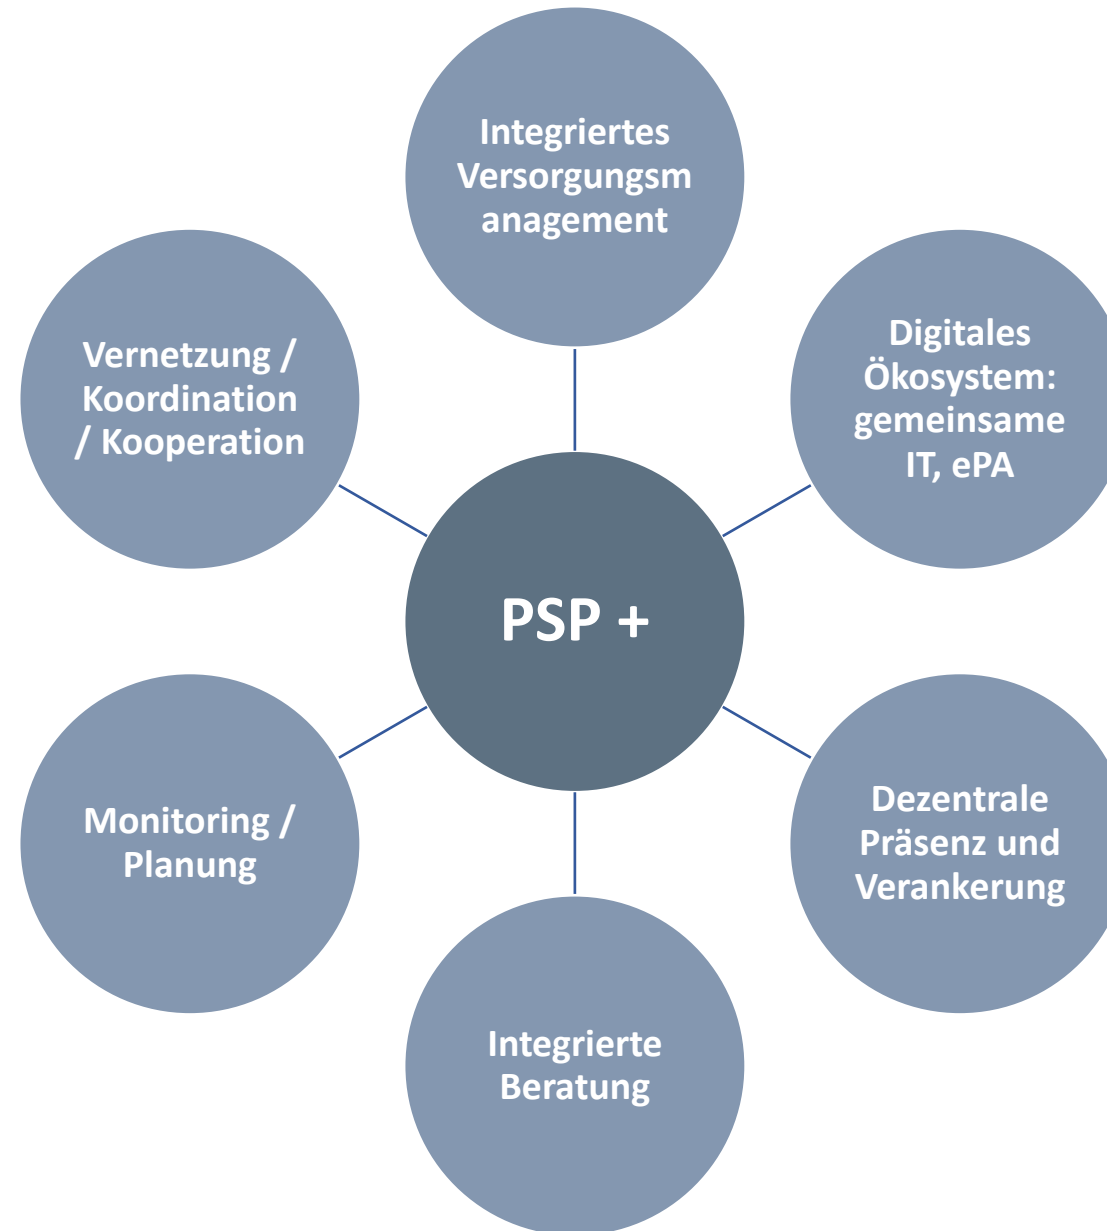 Integriertes
Versorgungsm
anagement
Digitales
Ökosystem:
gemeinsame
IT, ePA
Dezentrale
Präsenz und
Verankerung
Integrierte
Beratung
Monitoring /
Planung
Vernetzung /
Koordination
/ Kooperation
PSP +